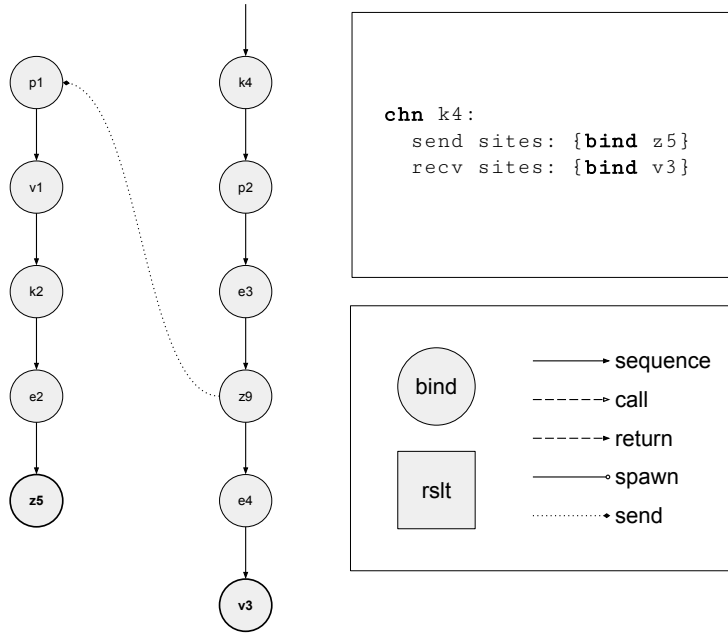 p1
v1
k2
e2
z5
k4
p2
e3
z9
e4
v3
chn k4:
send sites: {bind z5}
recv sites: {bind v3}
bind
rslt
sequence
call
return
spawn
send